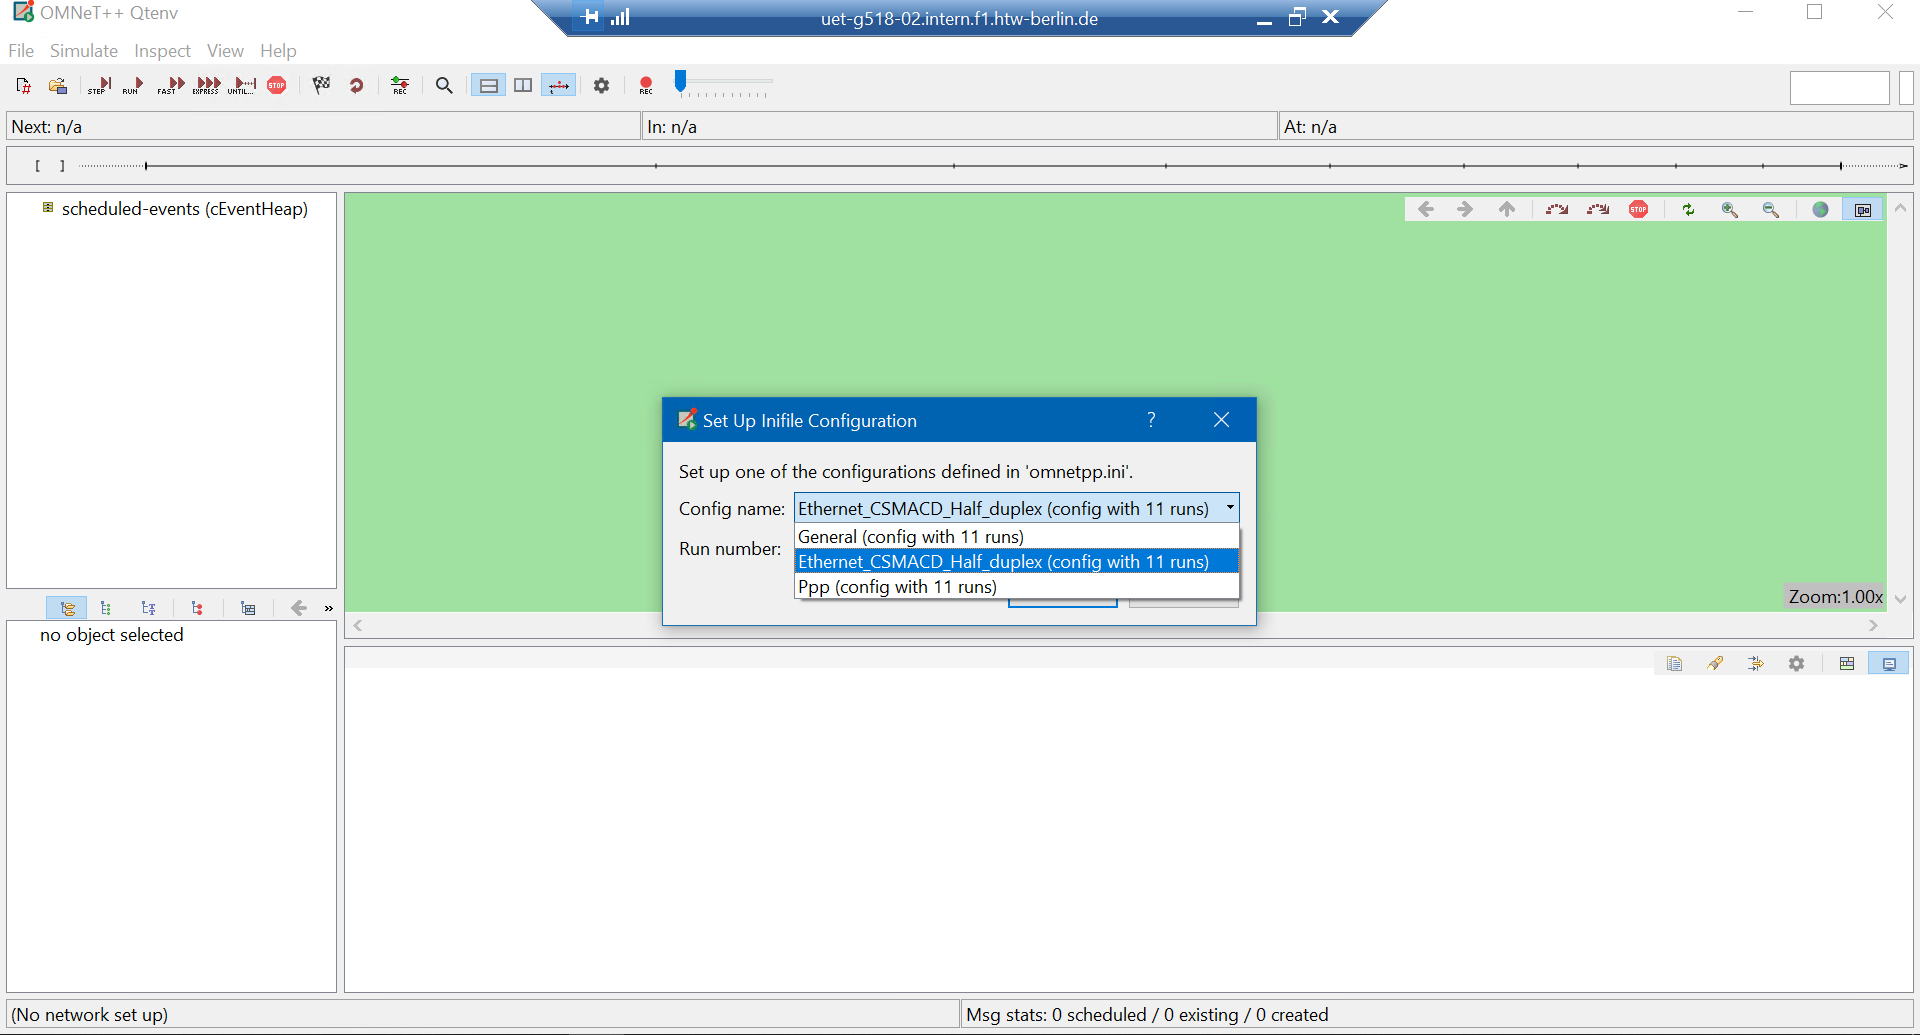 OMNeT++ Qtenv
uet-g518-02.intern.f1.htw-berlin.de
File Simulate Inspect View Help
STEP RUN FAST EXPRESS UNTIL... STOP REC REC
Next: n/a In: n/a At: n/a
[ ]
scheduled-events (cEventHeap)
STOP
Set Up Inifile Configuration ?
Set up one of the configurations defined in 'omnetpp.ini'.
Config name: Ethernet_CSMACD_Half_duplex (config with 11 runs)
General (config with 11 runs)
Run number:
Ethernet_CSMACD_Half_duplex (config with 11 runs)
Ppp (config with 11 runs)
Zoom:1.00x
»
no object selected
(No network set up) Msg stats: 0 scheduled / 0 existing / 0 created